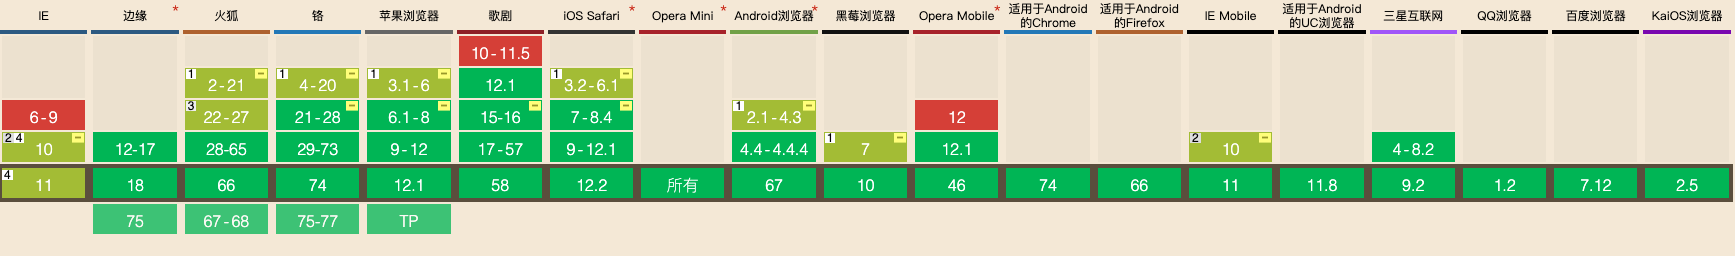 IE 边缘 * 火狐 铬 苹果浏览器 歌剧 iOS Safari * Opera Mini * Android浏览器 * 黑莓浏览器 Opera Mobile * 适用于Android的Chrome 适用于Android的Firefox IE Mobile 适用于Android的UC浏览器 三星互联网 QQ浏览器 百度浏览器 KaiOS浏览器
10-11.5
1 2-21 1 4-20 1 3.1-6 12.1 1 3.2-6.1
6-9 3 22-27 21-28 6.1-8 15-16 7-8.4 1 2.1-4.3 12
2 4 10 12-17 28-65 29-73 9-12 17-57 9-12.1 4.4-4.4.4 1 7 12.1 2 10 4-8.2
4 11 18 66 74 12.1 58 12.2 所有 67 10 46 74 66 11 11.8 9.2 1.2 7.12 2.5
75 67-68 75-77 TP